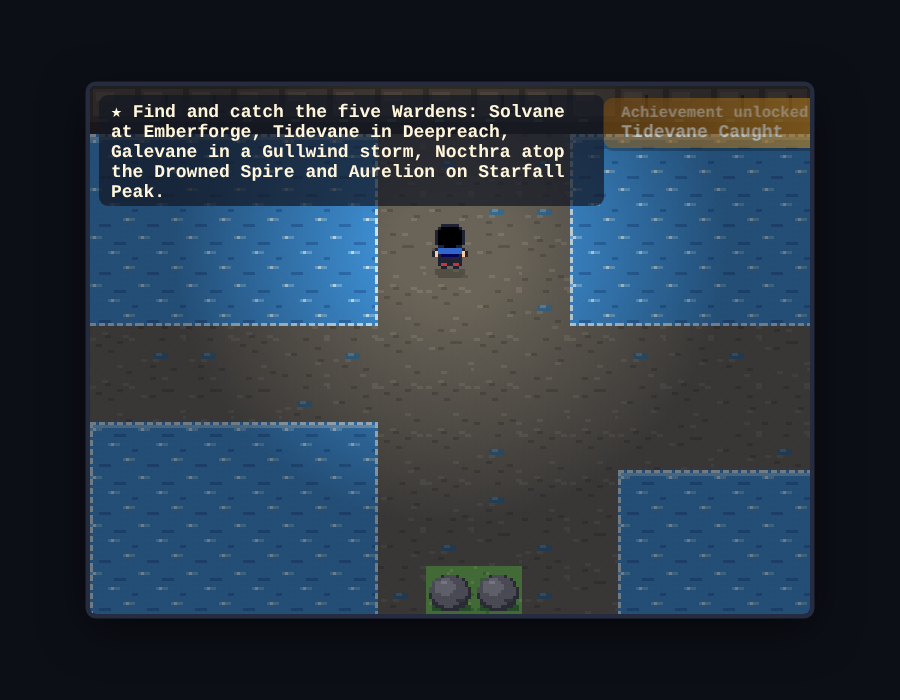 ★ Find and catch the five Wardens: Solvane
at Emberforge, Tidevane in Deepreach,
Galevane in a Gullwind storm, Nocthra atop
the Drowned Spire and Aurelion on Starfall
Peak.
Achievement unlocked
Tidevane Caught